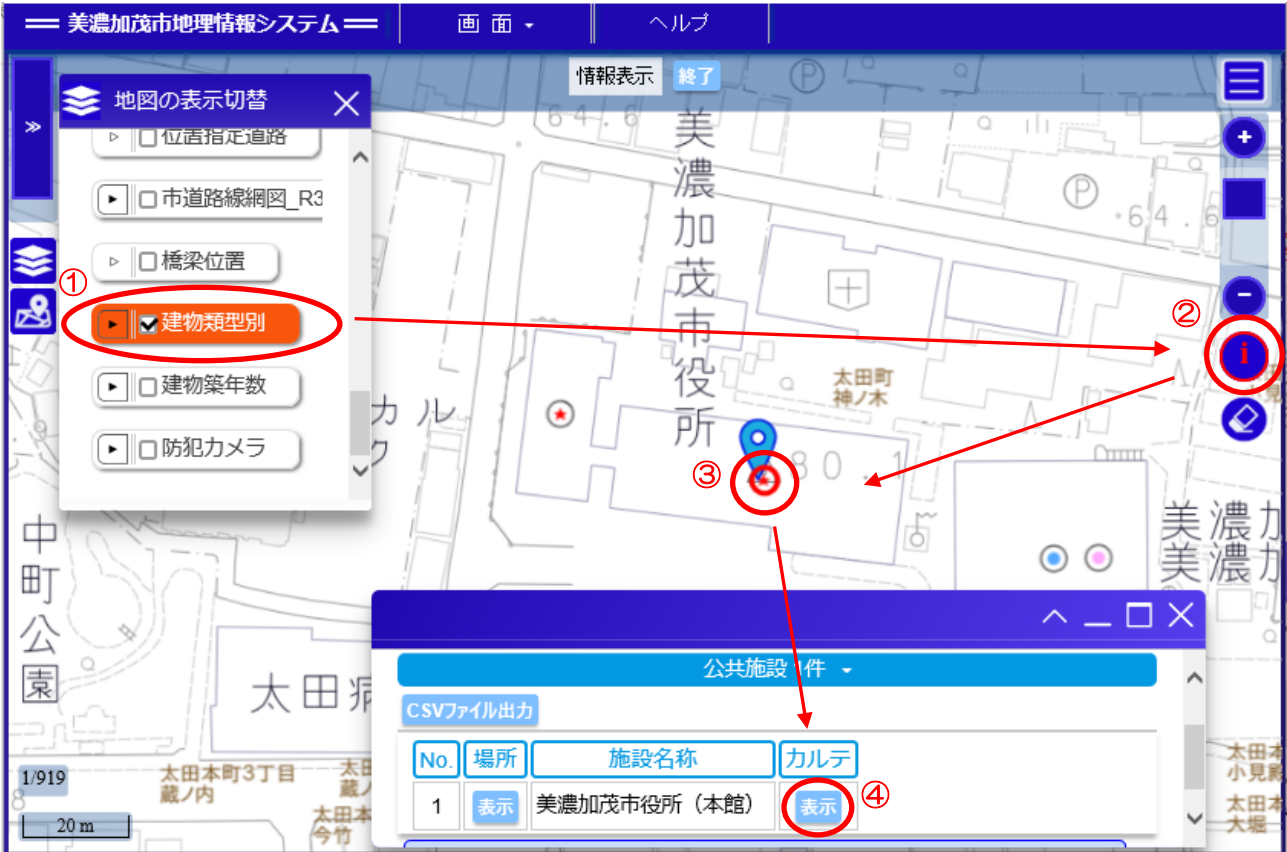 美濃加茂市地理情報システム
画 面
ヘルプ
情報表示
終了
地図の表示切替
位置指定道路
市道路線網図_R3
橋梁位置
①
建物類型別
建物築年数
防犯カメラ
64.6
美濃加茂市役所
P
P
64.6
②
i
太田町
神ノ木
カル
ク
③
80.1
美濃加
美濃加
中町公園
太田病
公共施設 1件
CSVファイル出力
No. 場所 施設名称 カルテ
1 表示 美濃加茂市役所（本館） 表示
④
1/919
20 m
太田本町3丁目
蔵ノ内
太田本
今竹
太田本
小見
太田本
大堀